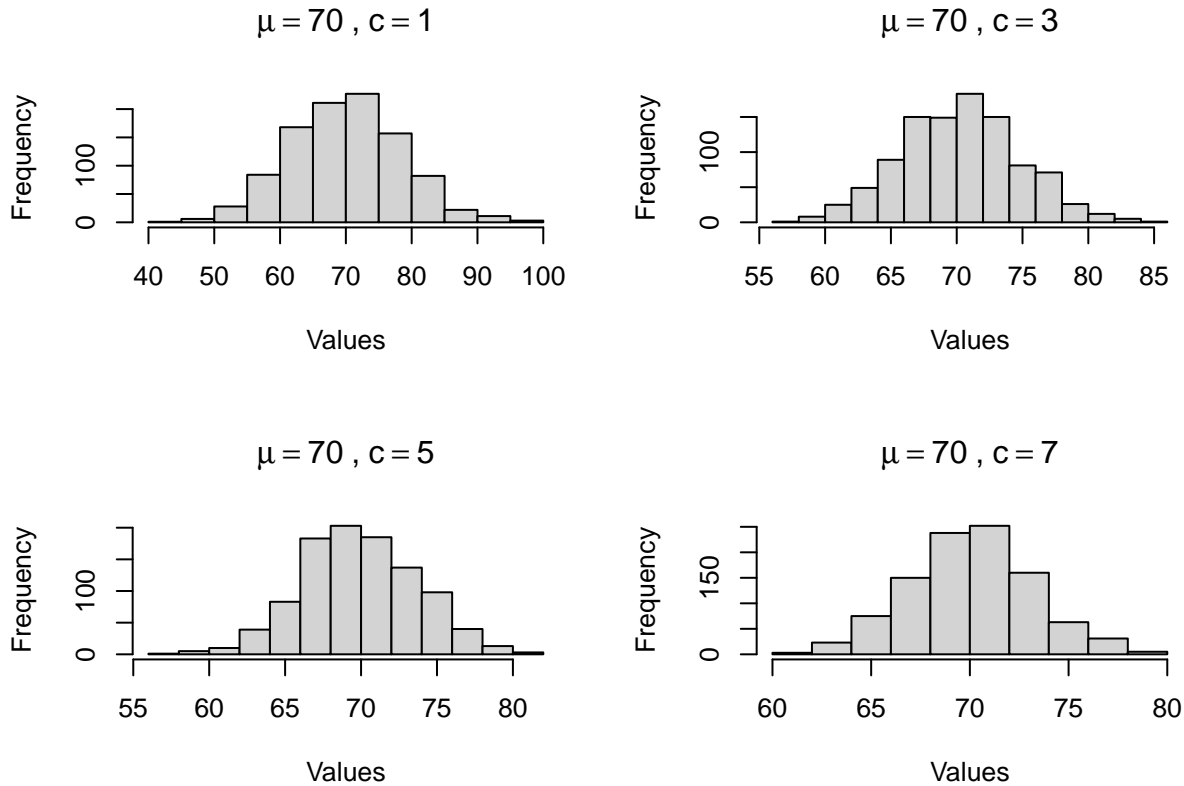 μ = 70 , c = 1
Frequency
0 100
40 50 60 70 80 90 100
Values
μ = 70 , c = 3
Frequency
0 100
55 60 65 70 75 80 85
Values
μ = 70 , c = 5
Frequency
0 100
55 60 65 70 75 80
Values
μ = 70 , c = 7
Frequency
0 150
60 65 70 75 80
Values